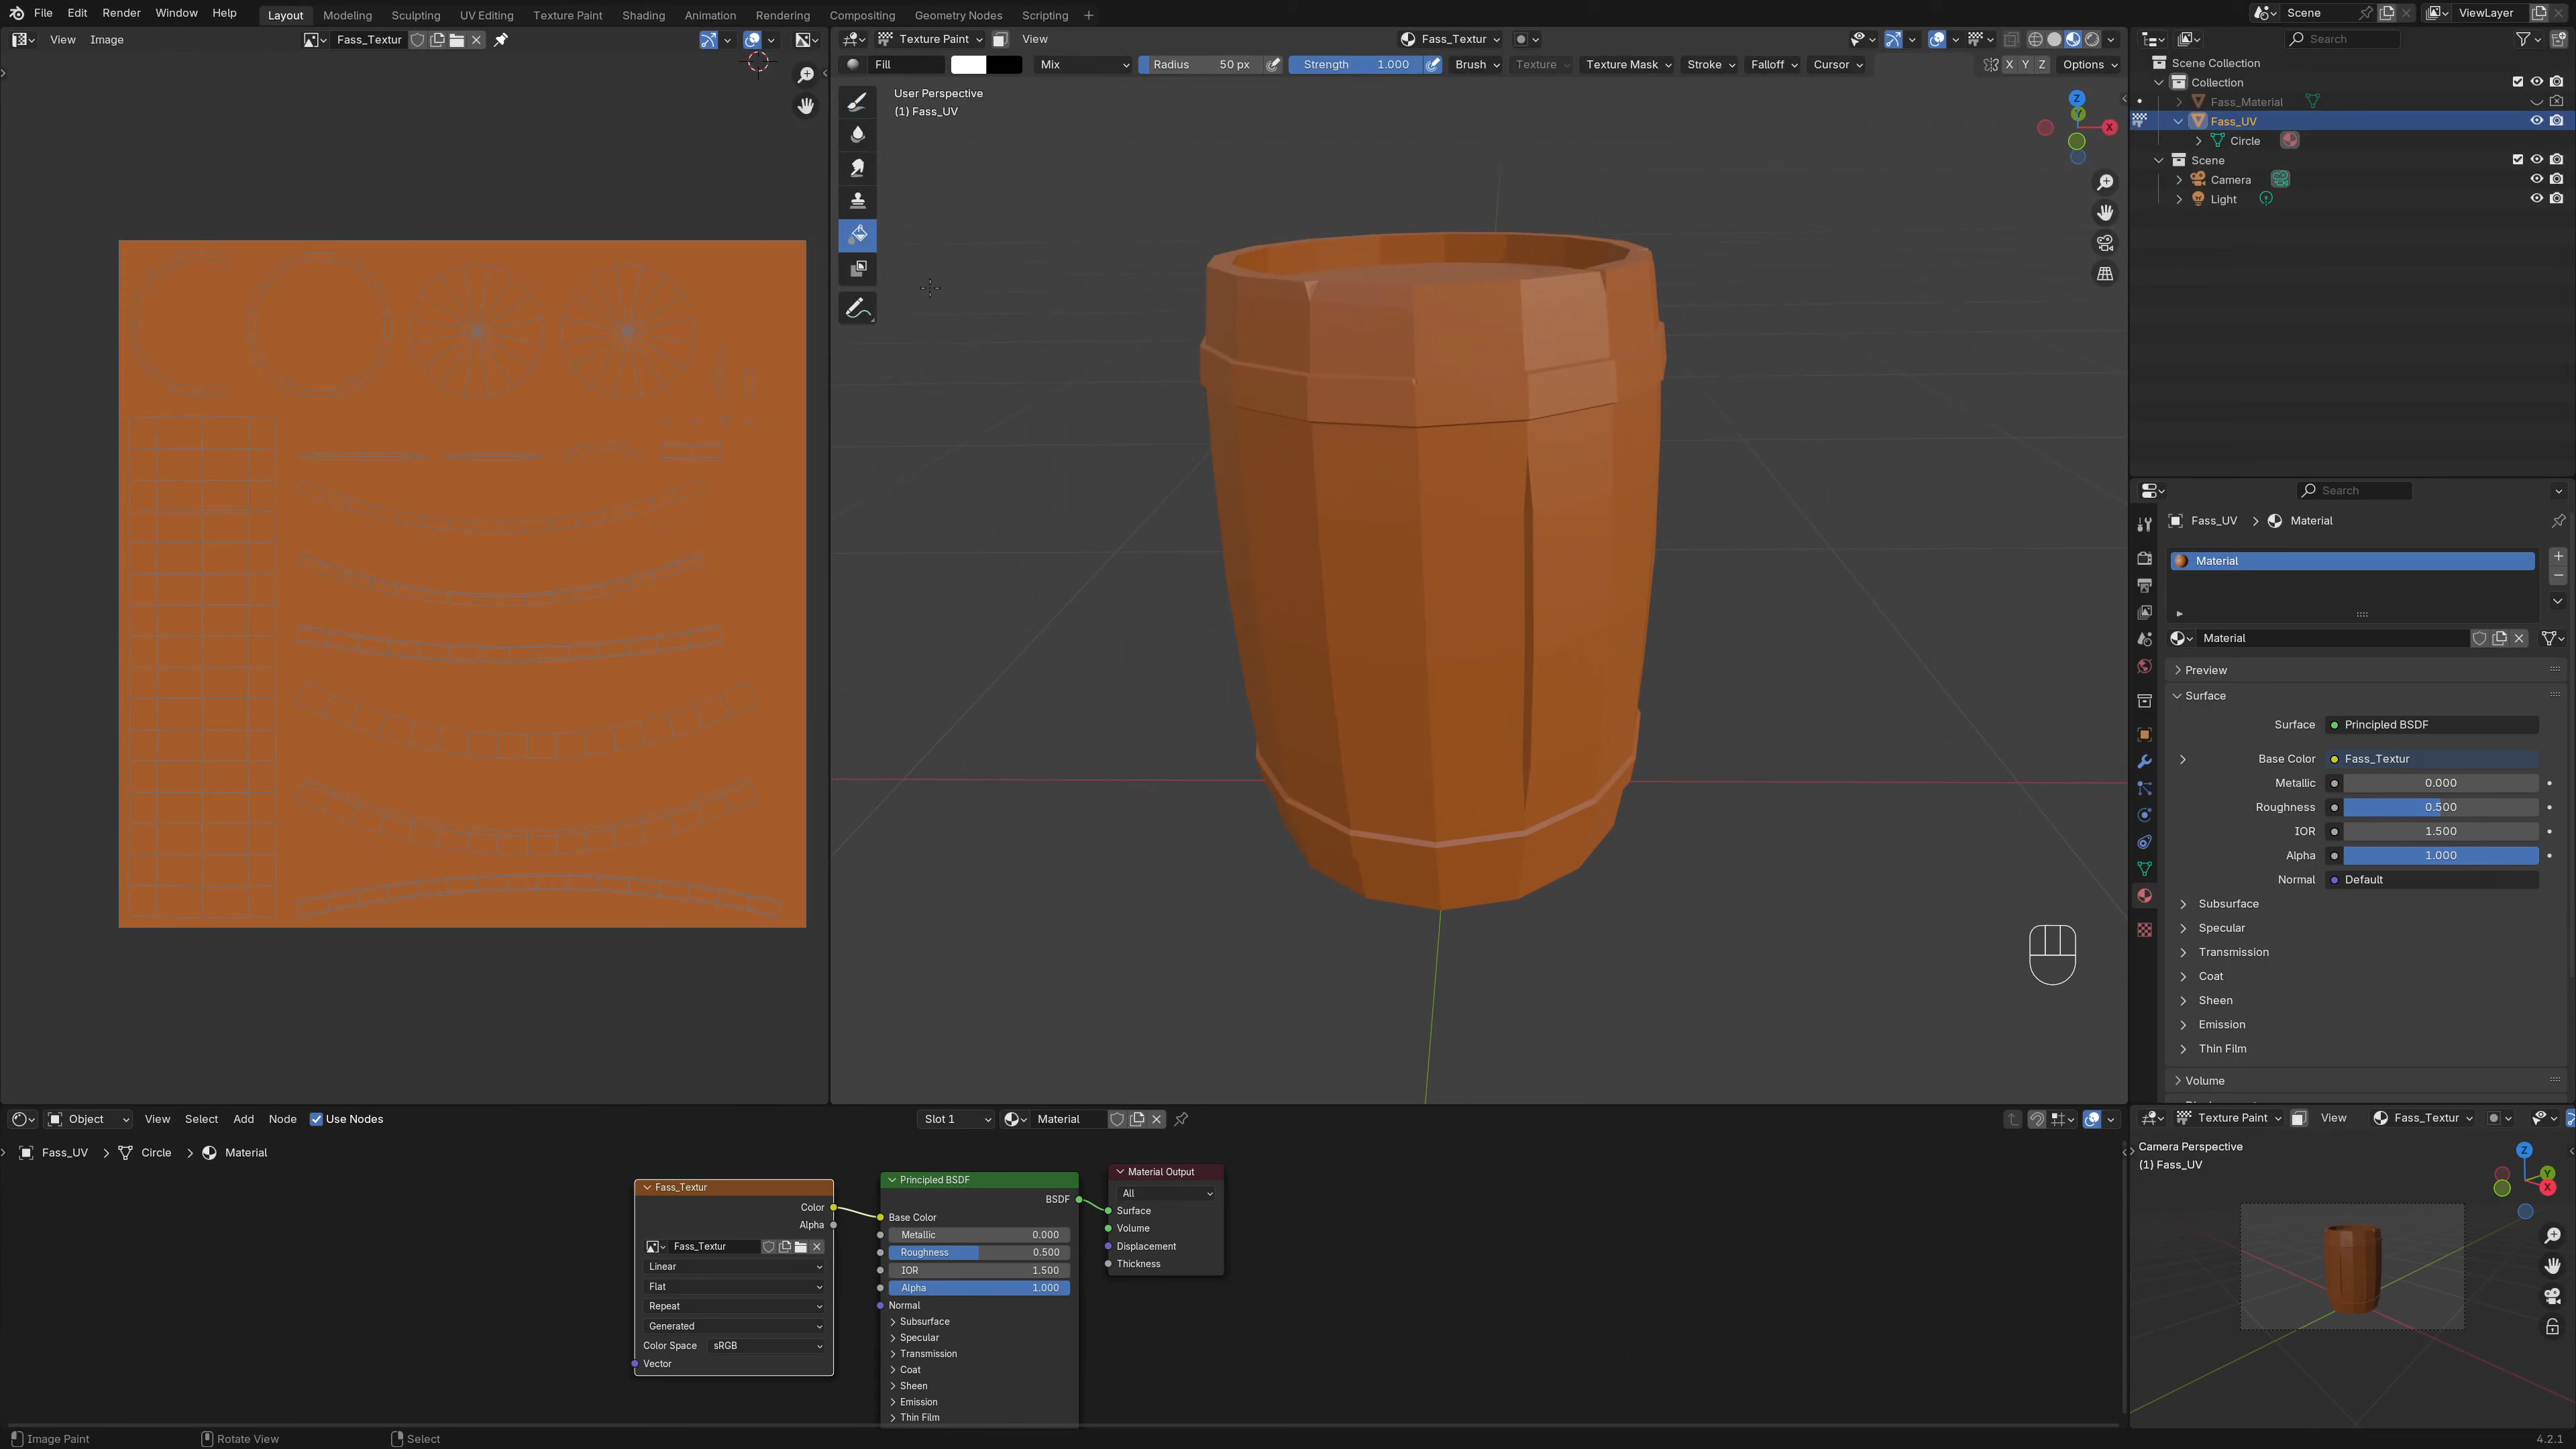 File Edit Render Window Help Layout Modeling Sculpting UV Editing Texture Paint Shading Animation Rendering Compositing Geometry Nodes Scripting + Scene ViewLayer
View Image Fass_Textur
Texture Paint View Fass_Textur
Search
Fill Mix Radius 50 px Strength 1.000 Brush Texture Texture Mask Stroke Falloff Cursor X Y Z Options
User Perspective
(1) Fass_UV
Z
Y
X
Scene Collection
Collection
Fass_Material
Fass_UV
Circle
Scene
Camera
Light
Search
Fass_UV > Material
Material
Material
Preview
Surface
Surface Principled BSDF
Base Color Fass_Textur
Metallic 0.000
Roughness 0.500
IOR 1.500
Alpha 1.000
Normal Default
Subsurface
Specular
Transmission
Coat
Sheen
Emission
Thin Film
Volume
Object View Select Add Node Use Nodes Slot 1 Material
Fass_UV > Circle > Material
Fass_Textur
Color
Alpha
Fass_Textur
Linear
Flat
Repeat
Generated
Color Space sRGB
Vector
Principled BSDF
BSDF
Base Color
Metallic 0.000
Roughness 0.500
IOR 1.500
Alpha 1.000
Normal
Subsurface
Specular
Transmission
Coat
Sheen
Emission
Thin Film
Material Output
All
Surface
Volume
Displacement
Thickness
Texture Paint View Fass_Textur
Camera Perspective
(1) Fass_UV
Z
Y
X
Image Paint Rotate View Select 4.2.1